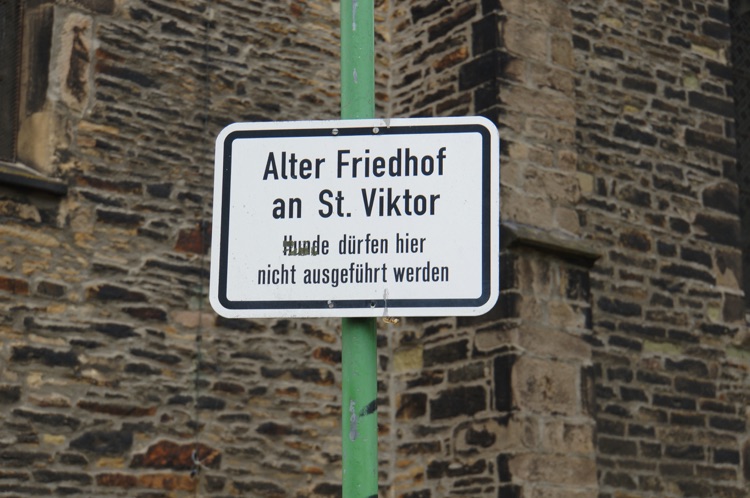 Alter Friedhof
an St. Viktor
Hunde dürfen hier
nicht ausgeführt werden